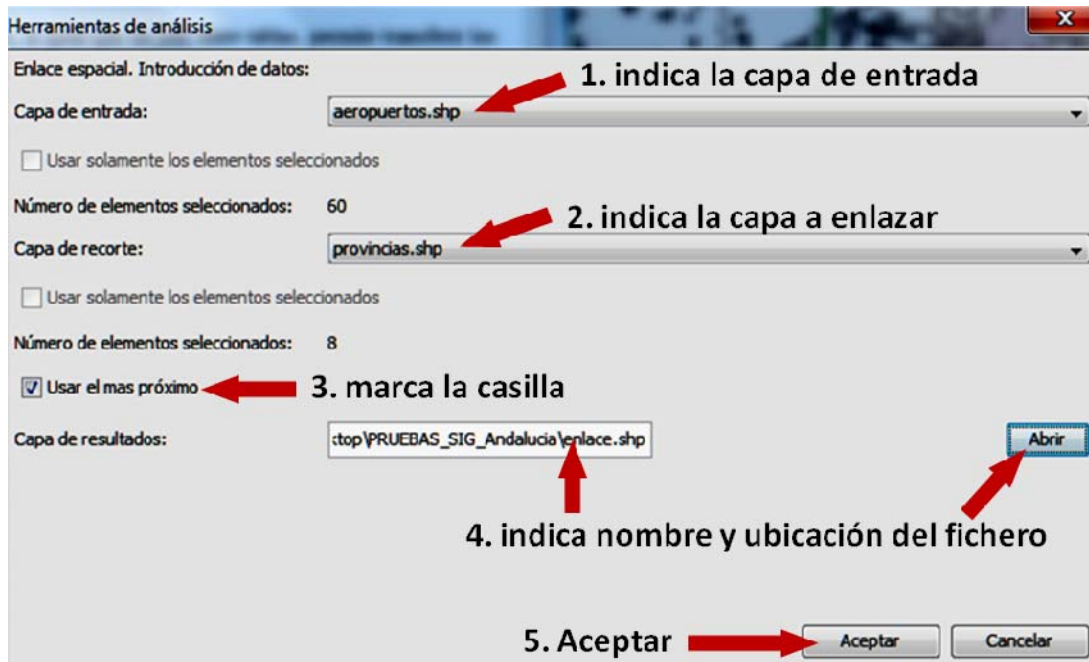 Herramientas de análisis
Enlace espacial. Introducción de datos:
1. indica la capa de entrada
Capa de entrada:
aeropuertos.shp
Usar solamente los elementos seleccionados
Número de elementos seleccionados: 60
2. indica la capa a enlazar
Capa de recorte:
provincias.shp
Usar solamente los elementos seleccionados
Número de elementos seleccionados: 8
Usar el mas próximo
3. marca la casilla
Capa de resultados:
:top\PRUEBAS_SIG_Andalucia\enlace.shp
Abrir
4. indica nombre y ubicación del fichero
5. Aceptar
Aceptar
Cancelar